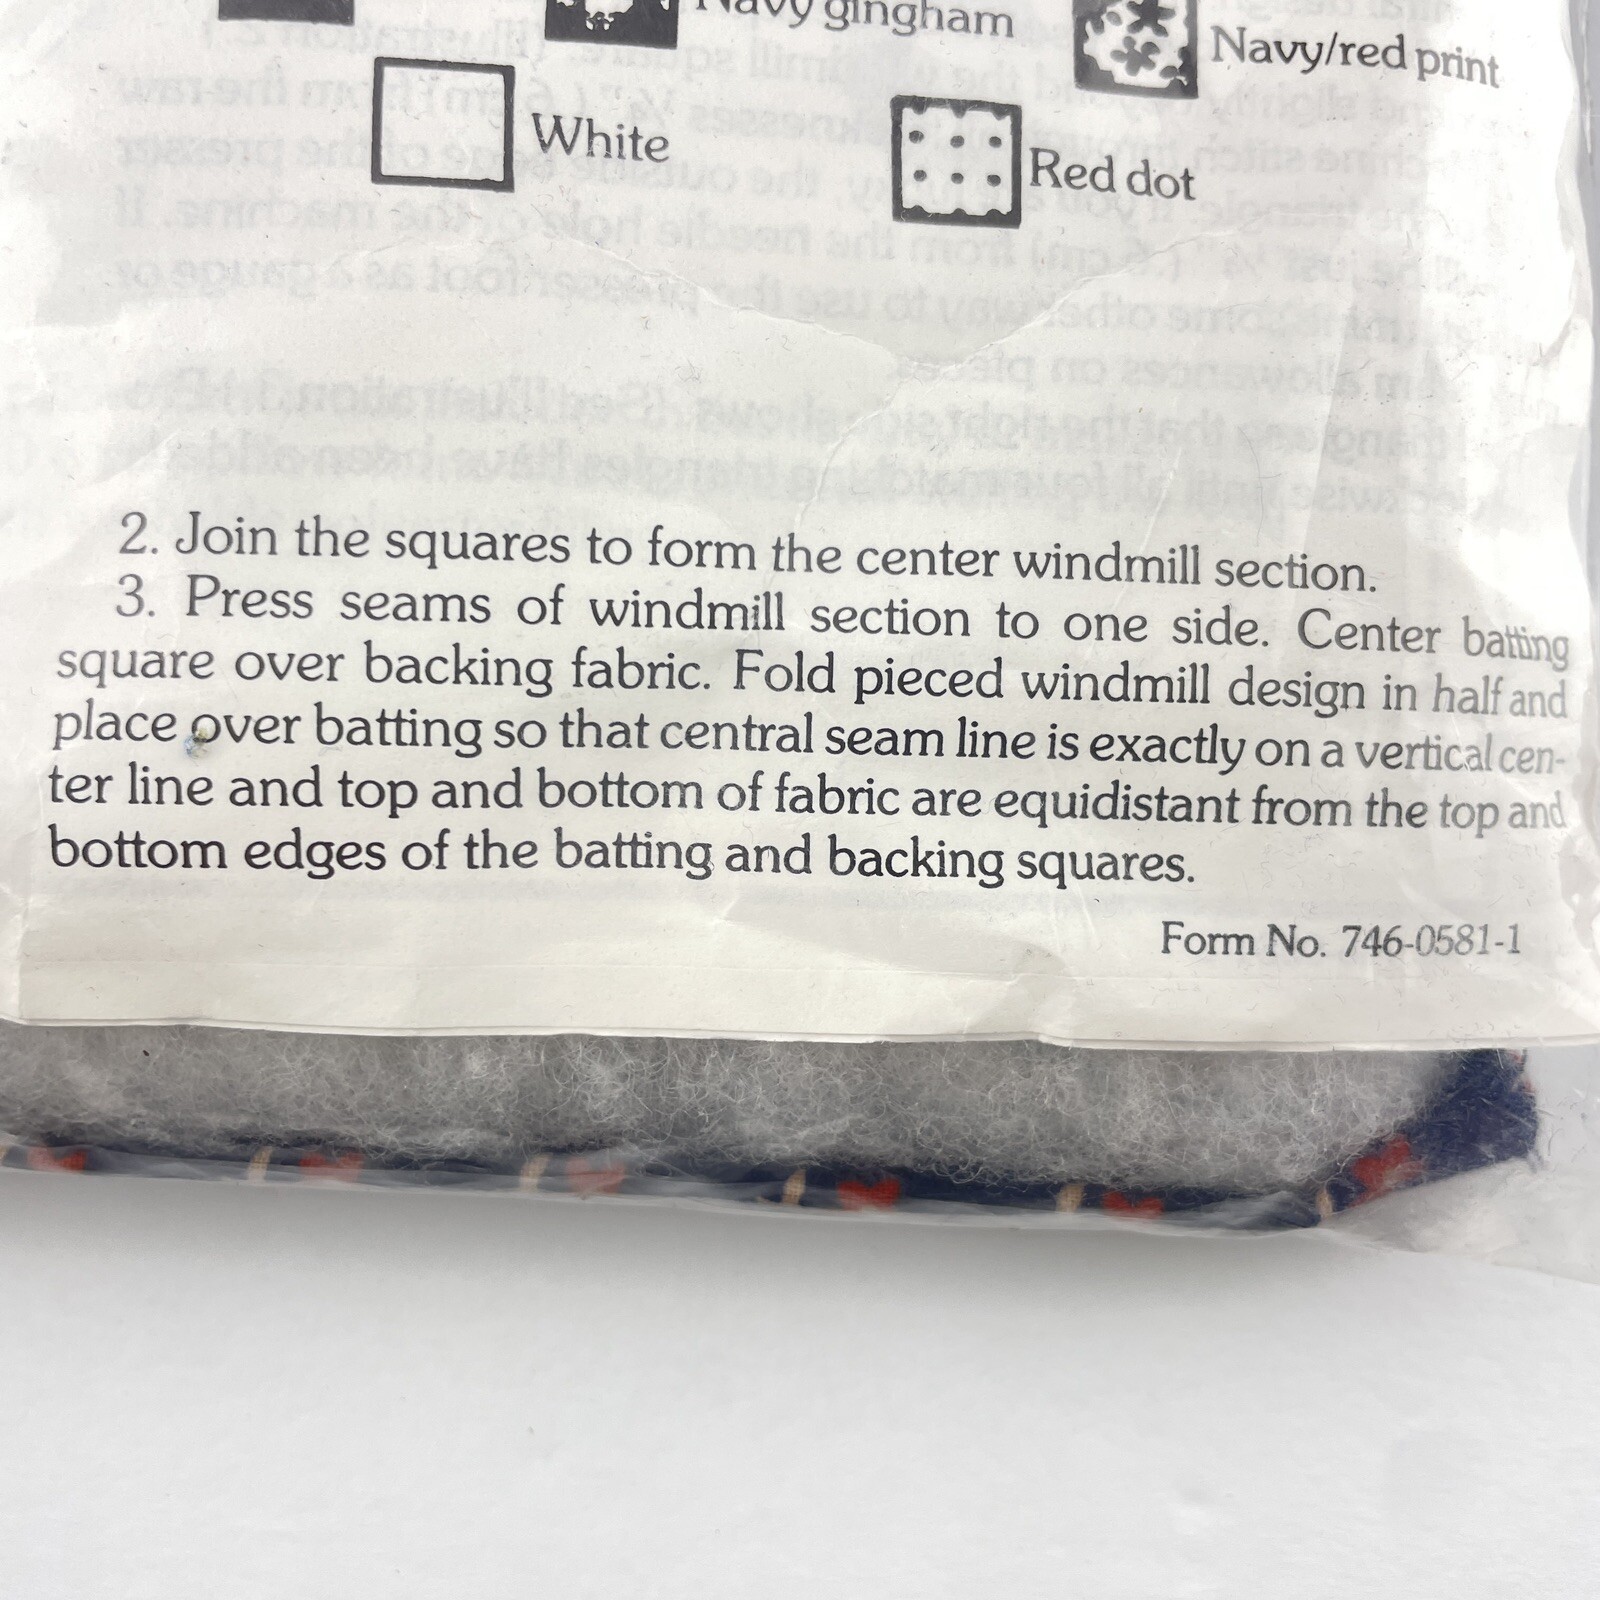 Navy gingham
Navy/red print
White
Red dot
2. Join the squares to form the center windmill section.
3. Press seams of windmill section to one side. Center batting
square over backing fabric. Fold pieced windmill design in half and
place over batting so that central seam line is exactly on a vertical cen-
ter line and top and bottom of fabric are equidistant from the top and
bottom edges of the batting and backing squares.
Form No. 746-0581-1